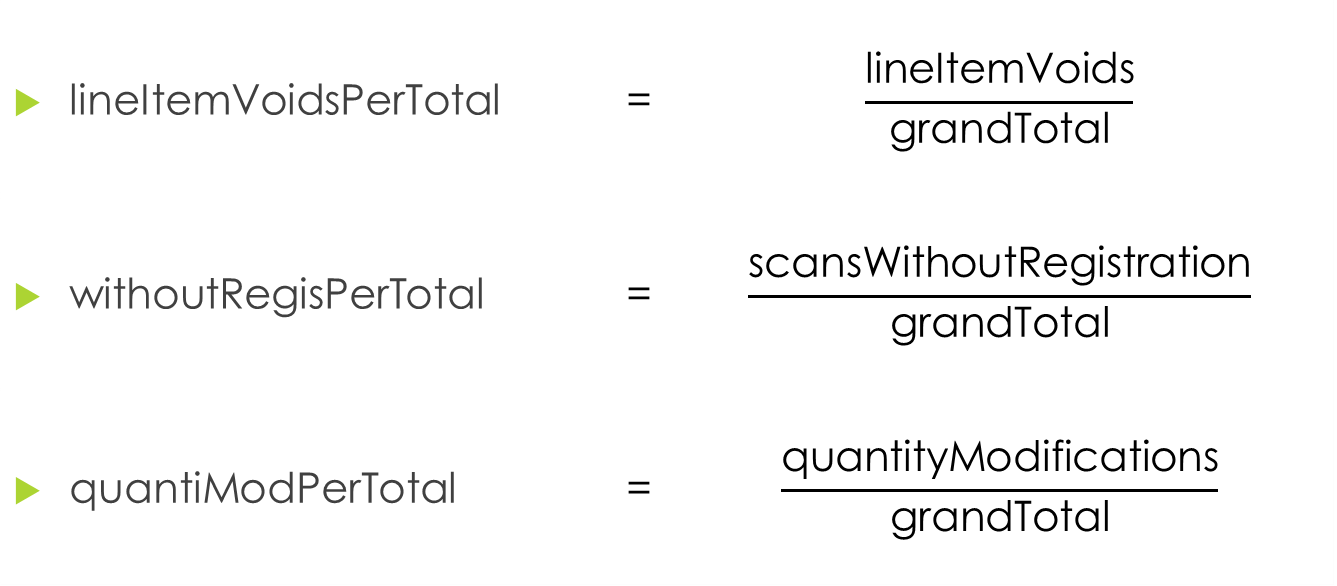 lineItemVoidsPerTotal = lineItemVoids
grandTotal
withoutRegisPerTotal = scansWithoutRegistration
grandTotal
quantiModPerTotal = quantityModifications
grandTotal